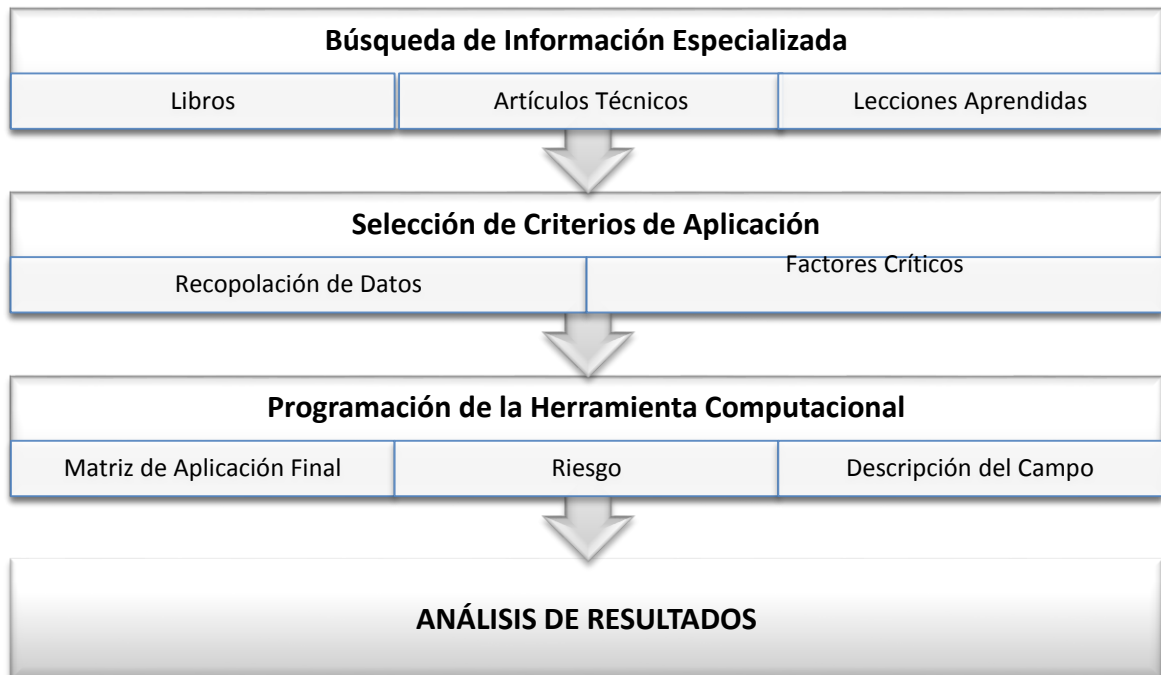 Búsqueda de Información Especializada
Libros
Artículos Técnicos
Lecciones Aprendidas
Selección de Criterios de Aplicación
Recopolación de Datos
Factores Críticos
Programación de la Herramienta Computacional
Matriz de Aplicación Final
Riesgo
Descripción del Campo
ANÁLISIS DE RESULTADOS